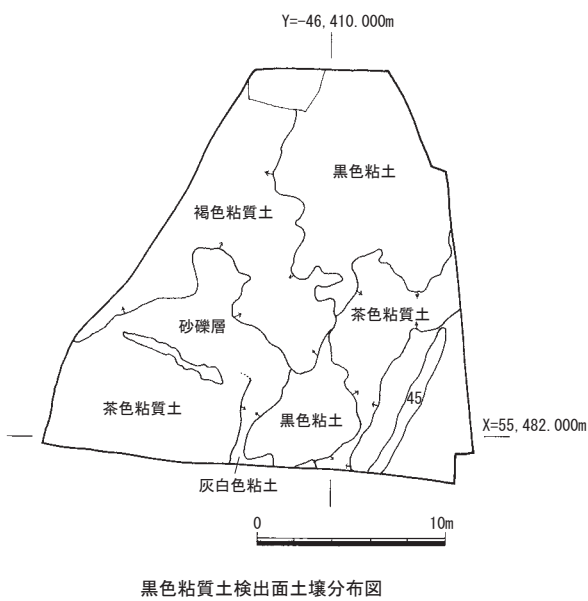 Y=-46,410.000m
黒色粘土
褐色粘質土
茶色粘質土
砂礫層
45
茶色粘質土
黒色粘土
X=55,482.000m
灰白色粘土
0 10m
黒色粘質土検出面土壌分布図